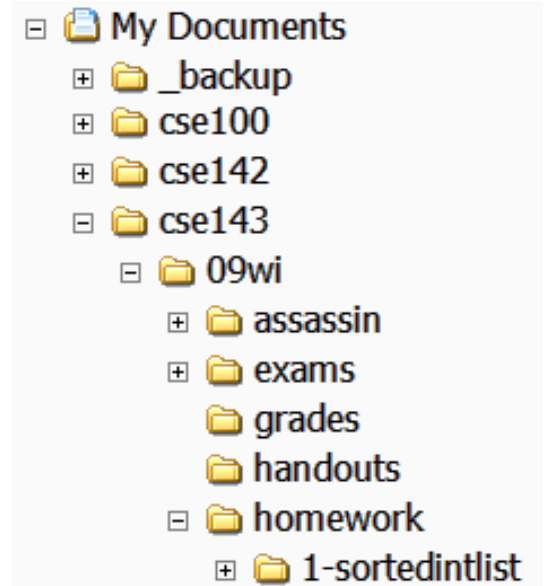 My Documents
_backup
cse100
cse142
cse143
09wi
assassin
exams
grades
handouts
homework
1-sortedintlist